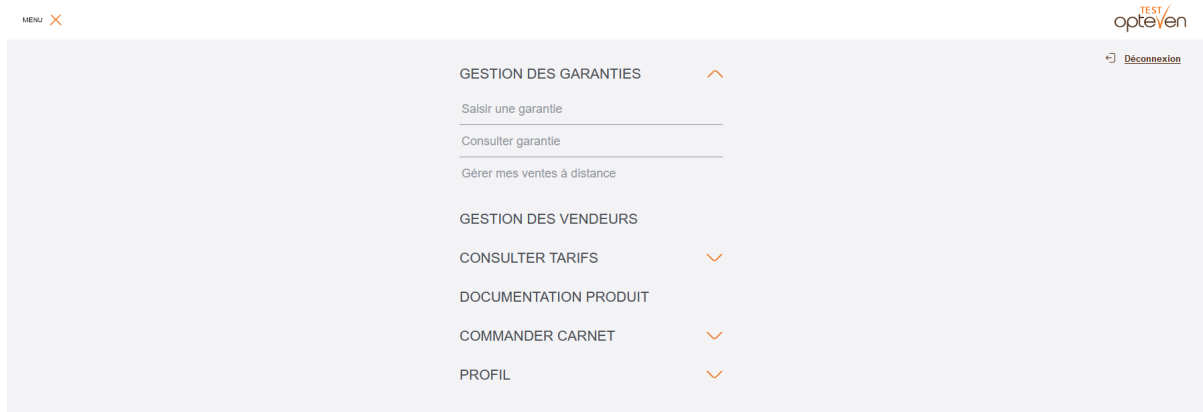 MENU
TEST
opteven
Déconnexion
GESTION DES GARANTIES
Saisir une garantie
Consulter garantie
Gérer mes ventes à distance
GESTION DES VENDEURS
CONSULTER TARIFS
DOCUMENTATION PRODUIT
COMMANDER CARNET
PROFIL